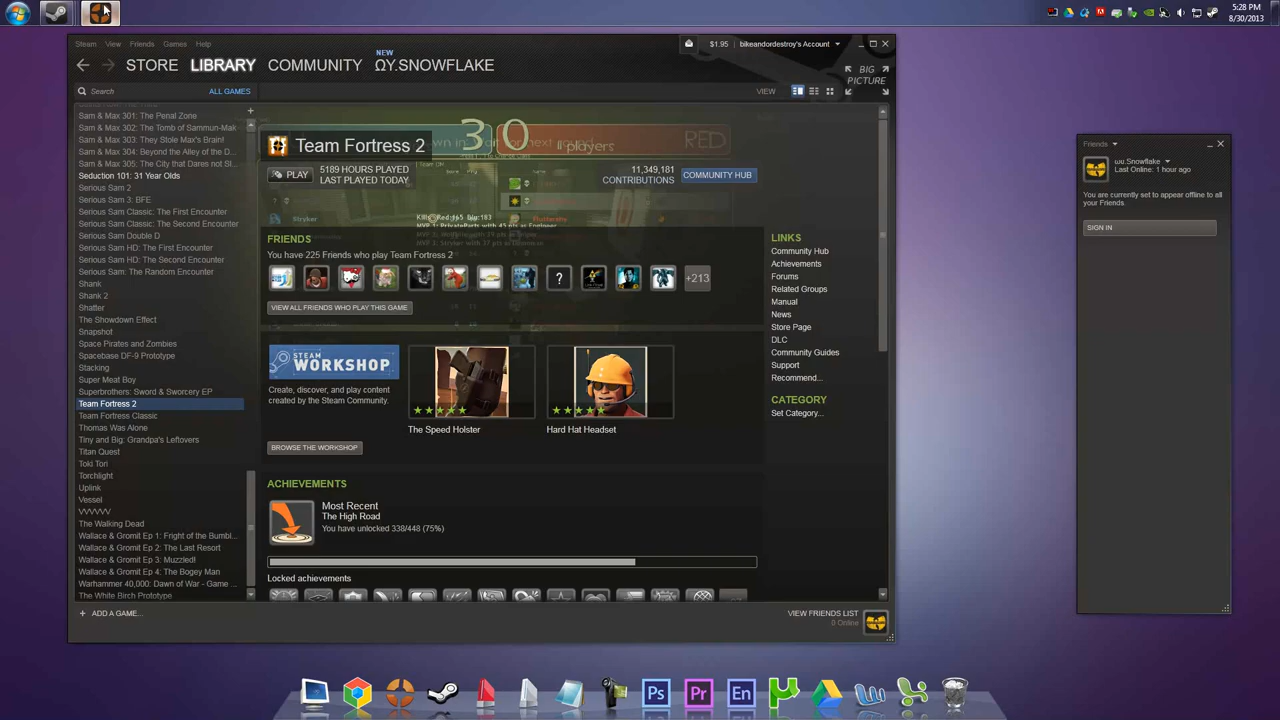 5:28 PM
8/30/2013
Steam View Friends Games Help
$1.95 bikeandordestroy's Account
NEW
STORE LIBRARY COMMUNITY ΩY.SNOWFLAKE
BIG
PICTURE
Search ALL GAMES
VIEW
Sam & Max 301: The Penal Zone
Sam & Max 302: The Tomb of Sammun-Mak
Sam & Max 303: They Stole Max's Brain!
Sam & Max 304: Beyond the Alley of the D...
Sam & Max 305: The City that Dares not Sl...
Seduction 101: 31 Year Olds
Serious Sam 2
Serious Sam 3: BFE
Serious Sam Classic: The First Encounter
Serious Sam Classic: The Second Encounter
Serious Sam Double D
Serious Sam HD: The First Encounter
Serious Sam HD: The Second Encounter
Serious Sam: The Random Encounter
Shank
Shank 2
Shatter
The Showdown Effect
Snapshot
Space Pirates and Zombies
Spacebase DF-9 Prototype
Stacking
Super Meat Boy
Superbrothers: Sword & Sworcery EP
Team Fortress 2
Team Fortress Classic
Thomas Was Alone
Tiny and Big: Grandpa's Leftovers
Titan Quest
Toki Tori
Torchlight
Uplink
Vessel
VVVVVV
The Walking Dead
Wallace & Gromit Ep 1: Fright of the Bumbl...
Wallace & Gromit Ep 2: The Last Resort
Wallace & Gromit Ep 3: Muzzled!
Wallace & Gromit Ep 4: The Bogey Man
Warhammer 40,000: Dawn of War - Game ...
The White Birch Prototype
+ ADD A GAME...
3 0
11 players
RED
Team Fortress 2
PLAY
5189 HOURS PLAYED
LAST PLAYED TODAY
11,349,181
CONTRIBUTIONS
COMMUNITY HUB
Stryker
FRIENDS
You have 225 Friends who play Team Fortress 2
?
+213
VIEW ALL FRIENDS WHO PLAY THIS GAME
STEAM
WORKSHOP
Create, discover, and play content
created by the Steam Community.
BROWSE THE WORKSHOP
The Speed Holster
Hard Hat Headset
ACHIEVEMENTS
Most Recent
The High Road
You have unlocked 338/448 (75%)
Locked achievements
LINKS
Community Hub
Achievements
Forums
Related Groups
Manual
News
Store Page
DLC
Community Guides
Support
Recommend...
CATEGORY
Set Category...
VIEW FRIENDS LIST
0 Online
Friends
ωυ.Snowflake
Last Online: 1 hour ago
You are currently set to appear offline to all
your Friends.
SIGN IN
Ps Pr En